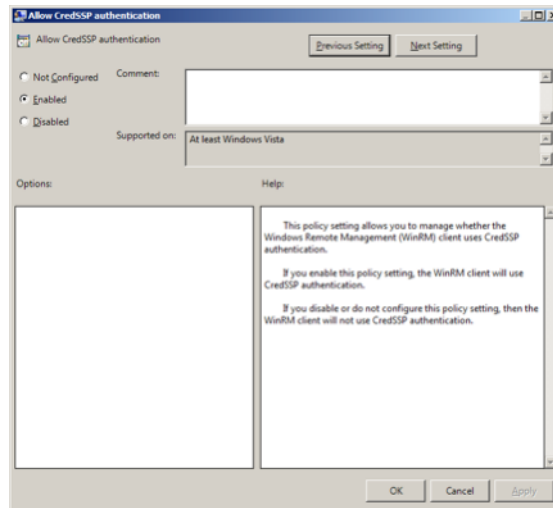 Allow CredSSP authentication
Allow CredSSP authentication
Previous Setting
Next Setting
Not Configured
Comment:
Enabled
Disabled
Supported on:
At least Windows Vista
Options:
Help:
This policy setting allows you to manage whether the
Windows Remote Management (WinRM) client uses CredSSP
authentication.
If you enable this policy setting, the WinRM client will use
CredSSP authentication.
If you disable or do not configure this policy setting, then the
WinRM client will not use CredSSP authentication.
OK
Cancel
Apply